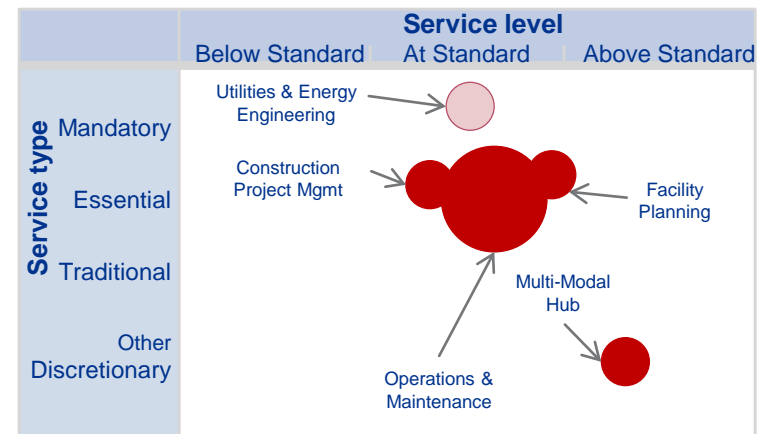 Service level
Below Standard At Standard Above Standard
Service type
Mandatory
Essential
Traditional
Other
Discretionary
Utilities & Energy
Engineering
Construction
Project Mgmt
Facility
Planning
Multi-Modal
Hub
Operations &
Maintenance